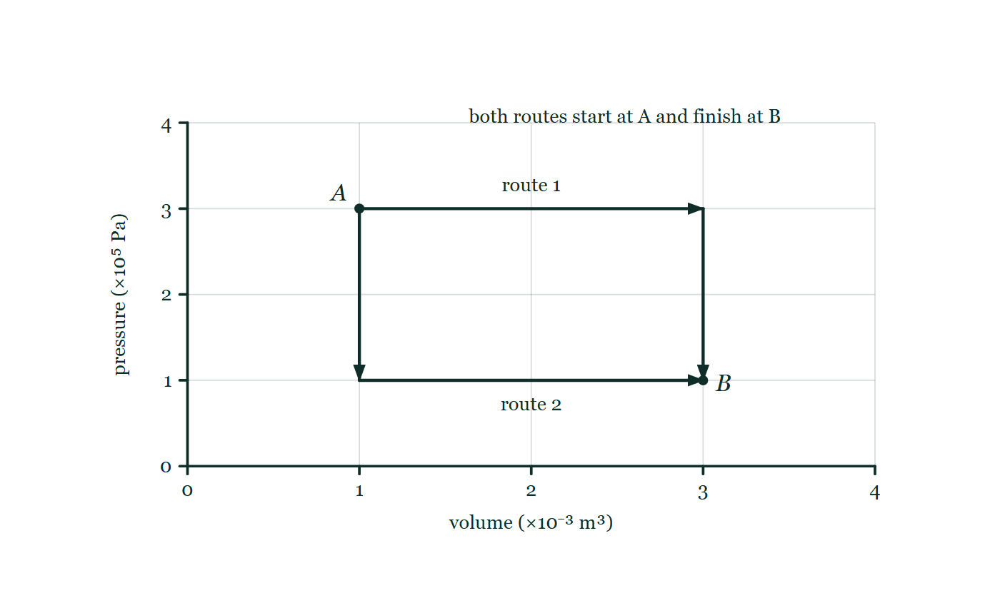 both routes start at A and finish at B
4
route 1
A
3
pressure (×10⁵ Pa)
2
1
B
route 2
0
0
1
2
3
4
volume (×10⁻³ m³)